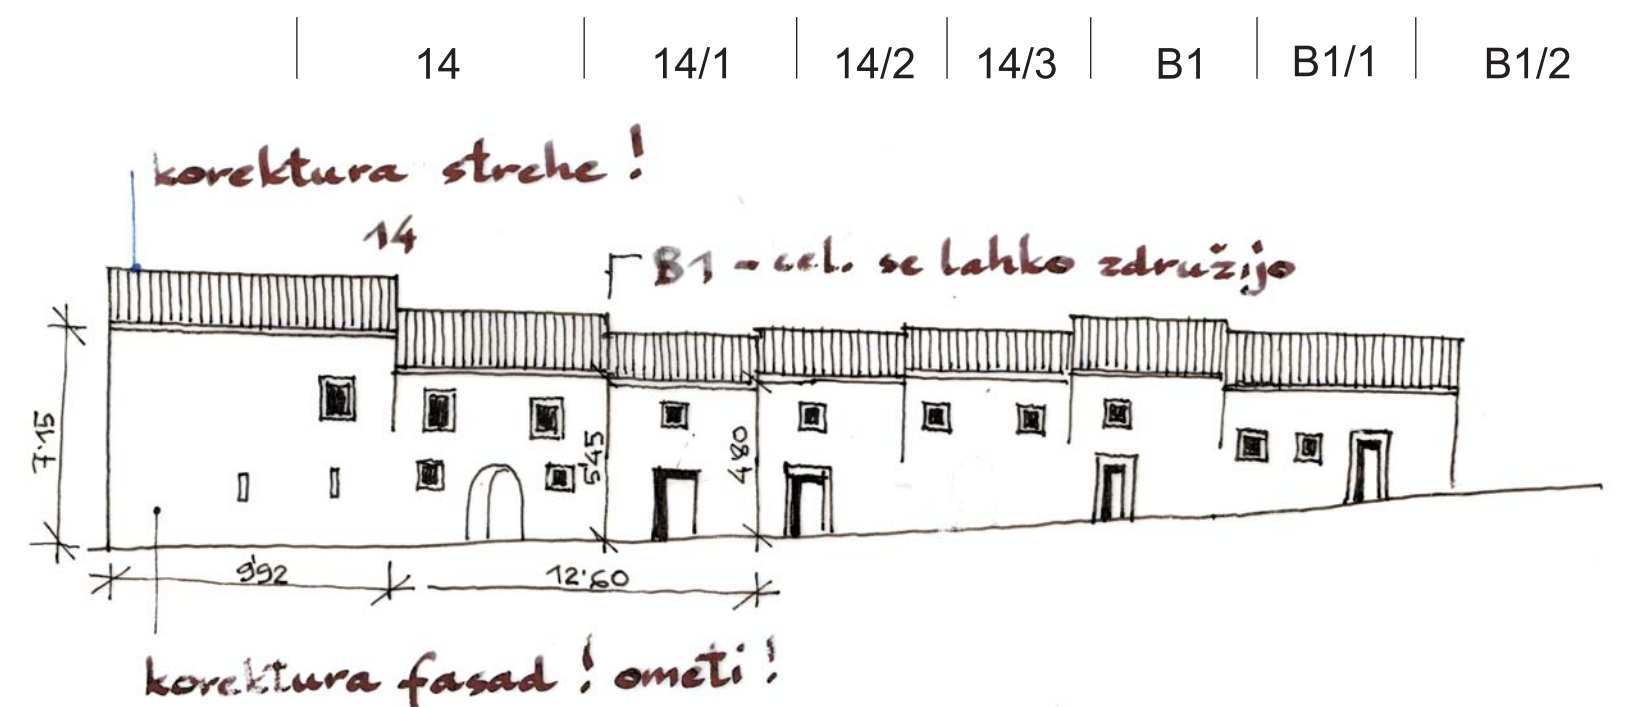 14 14/1 14/2 14/3 B1 B1/1 B1/2
korektura strehe!
14
B1 - cel. se lahko združijo
7·15
5'45
4 80
9'92
12·60
korektura fasad! ometi!